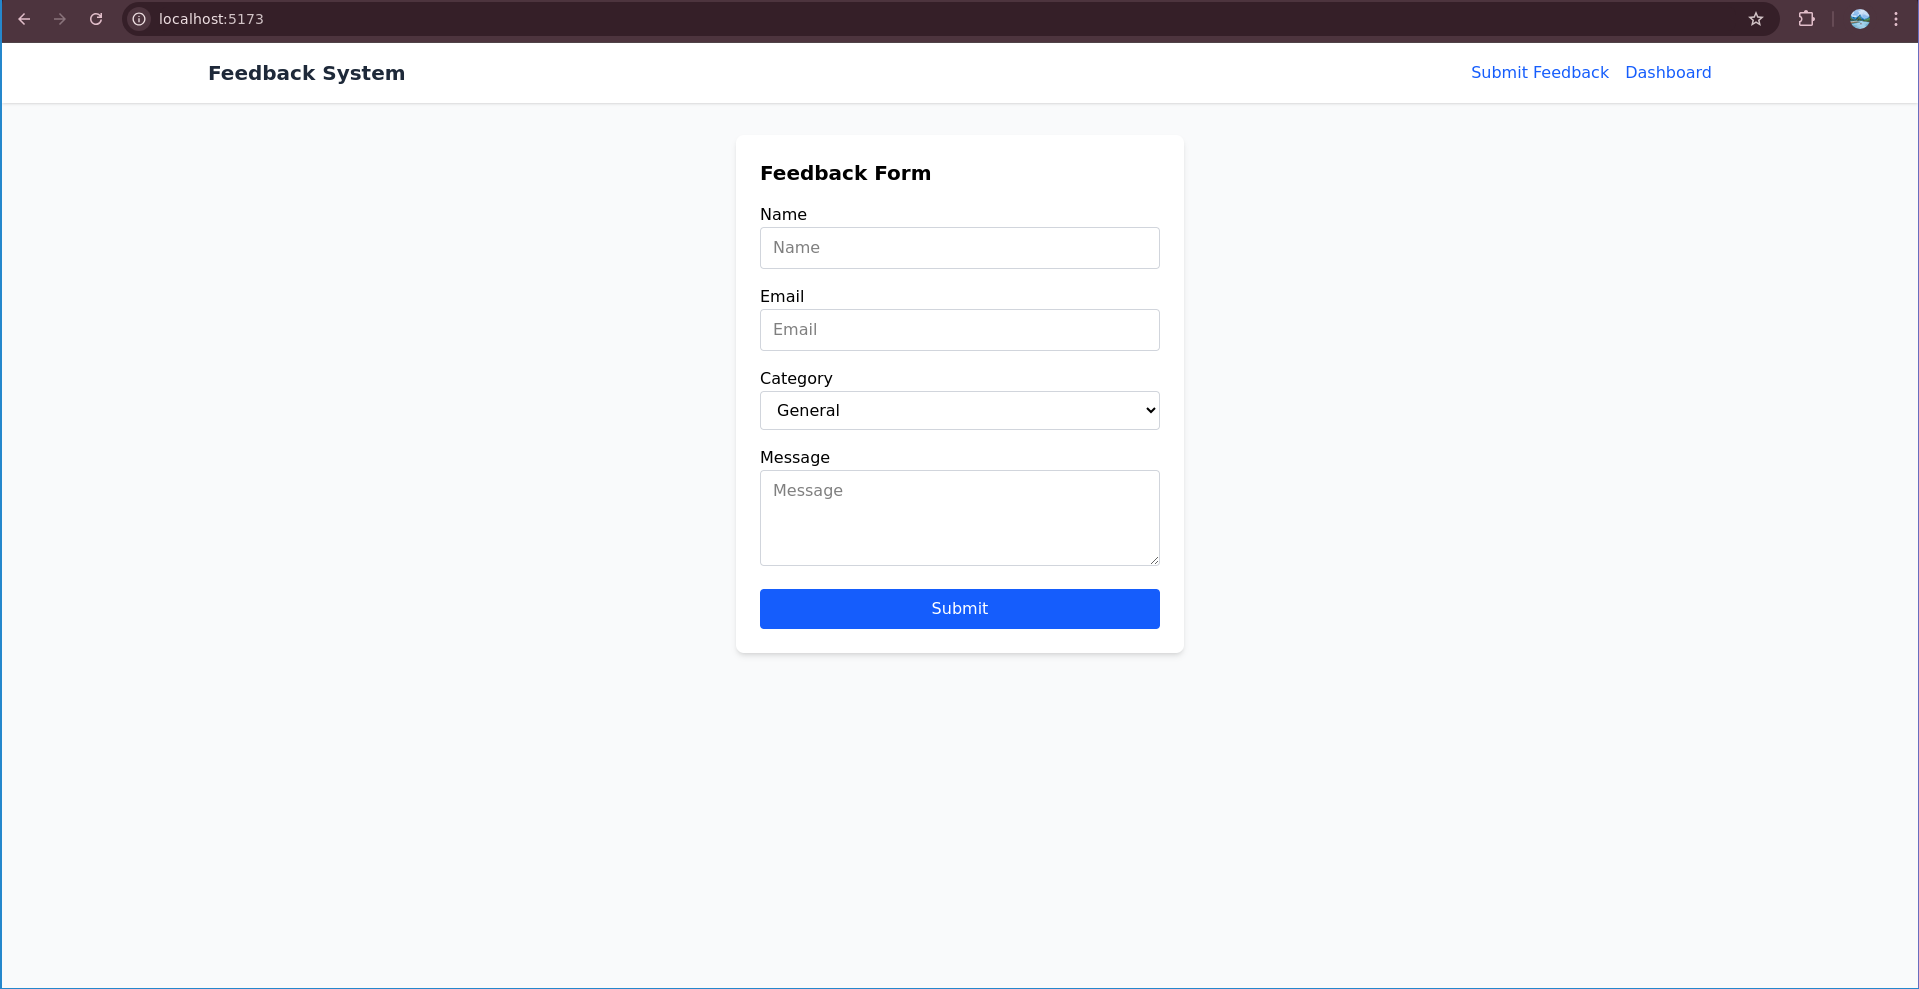 localhost:5173
Feedback System
Submit Feedback Dashboard
Feedback Form
Name
Name
Email
Email
Category
General
Message
Message
Submit